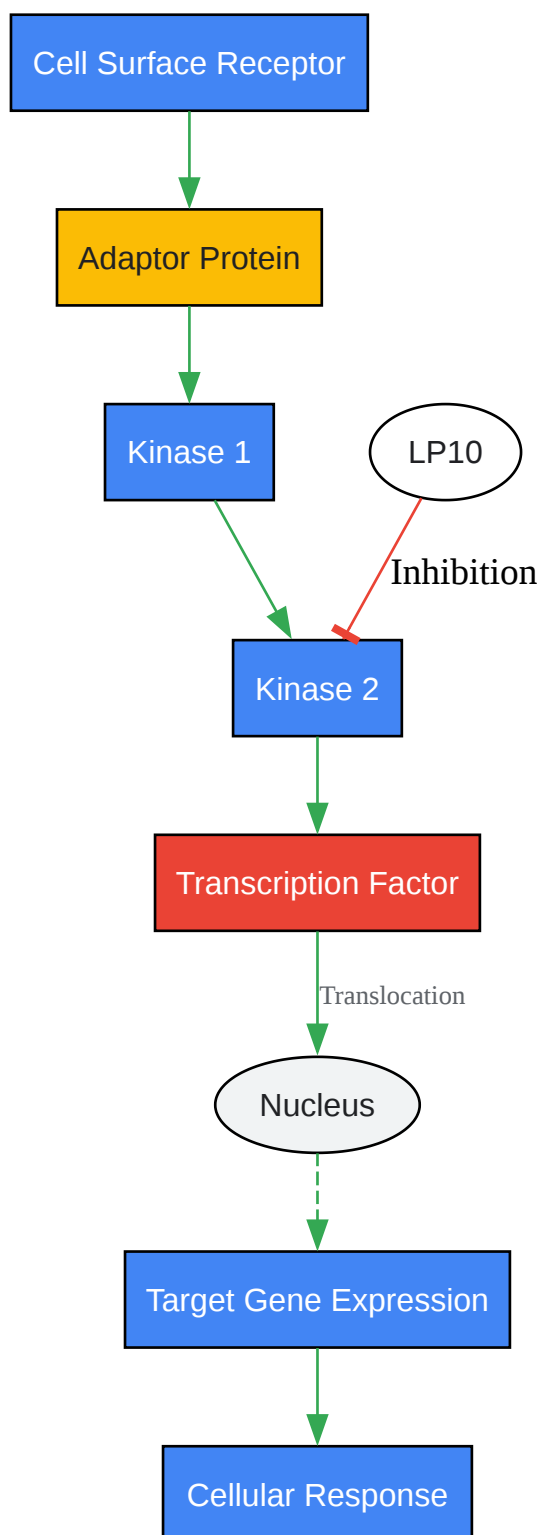 Cell Surface Receptor
Adaptor Protein
Kinase 1
LP10
Inhibition
Kinase 2
Transcription Factor
Translocation
Nucleus
Target Gene Expression
Cellular Response